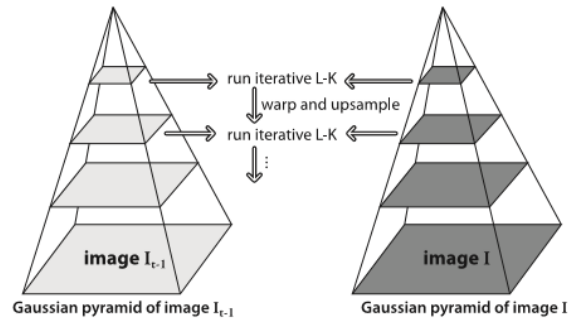 run iterative L-K
warp and upsample
run iterative L-K
...
image I_{t-1}
image I
Gaussian pyramid of image I_{t-1}
Gaussian pyramid of image I